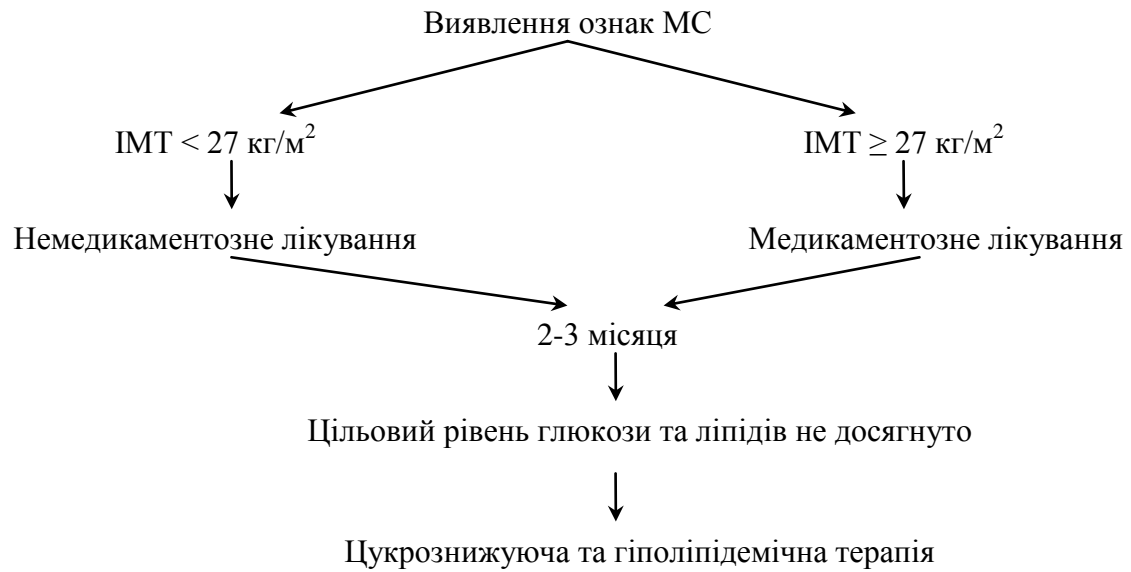 Виявлення ознак МС
ІМТ < 27 кг/м²
ІМТ ≥ 27 кг/м²
Немедикаментозне лікування
Медикаментозне лікування
2-3 місяця
Цільовий рівень глюкози та ліпідів не досягнуто
Цукрознижуюча та гіполіпідемічна терапія